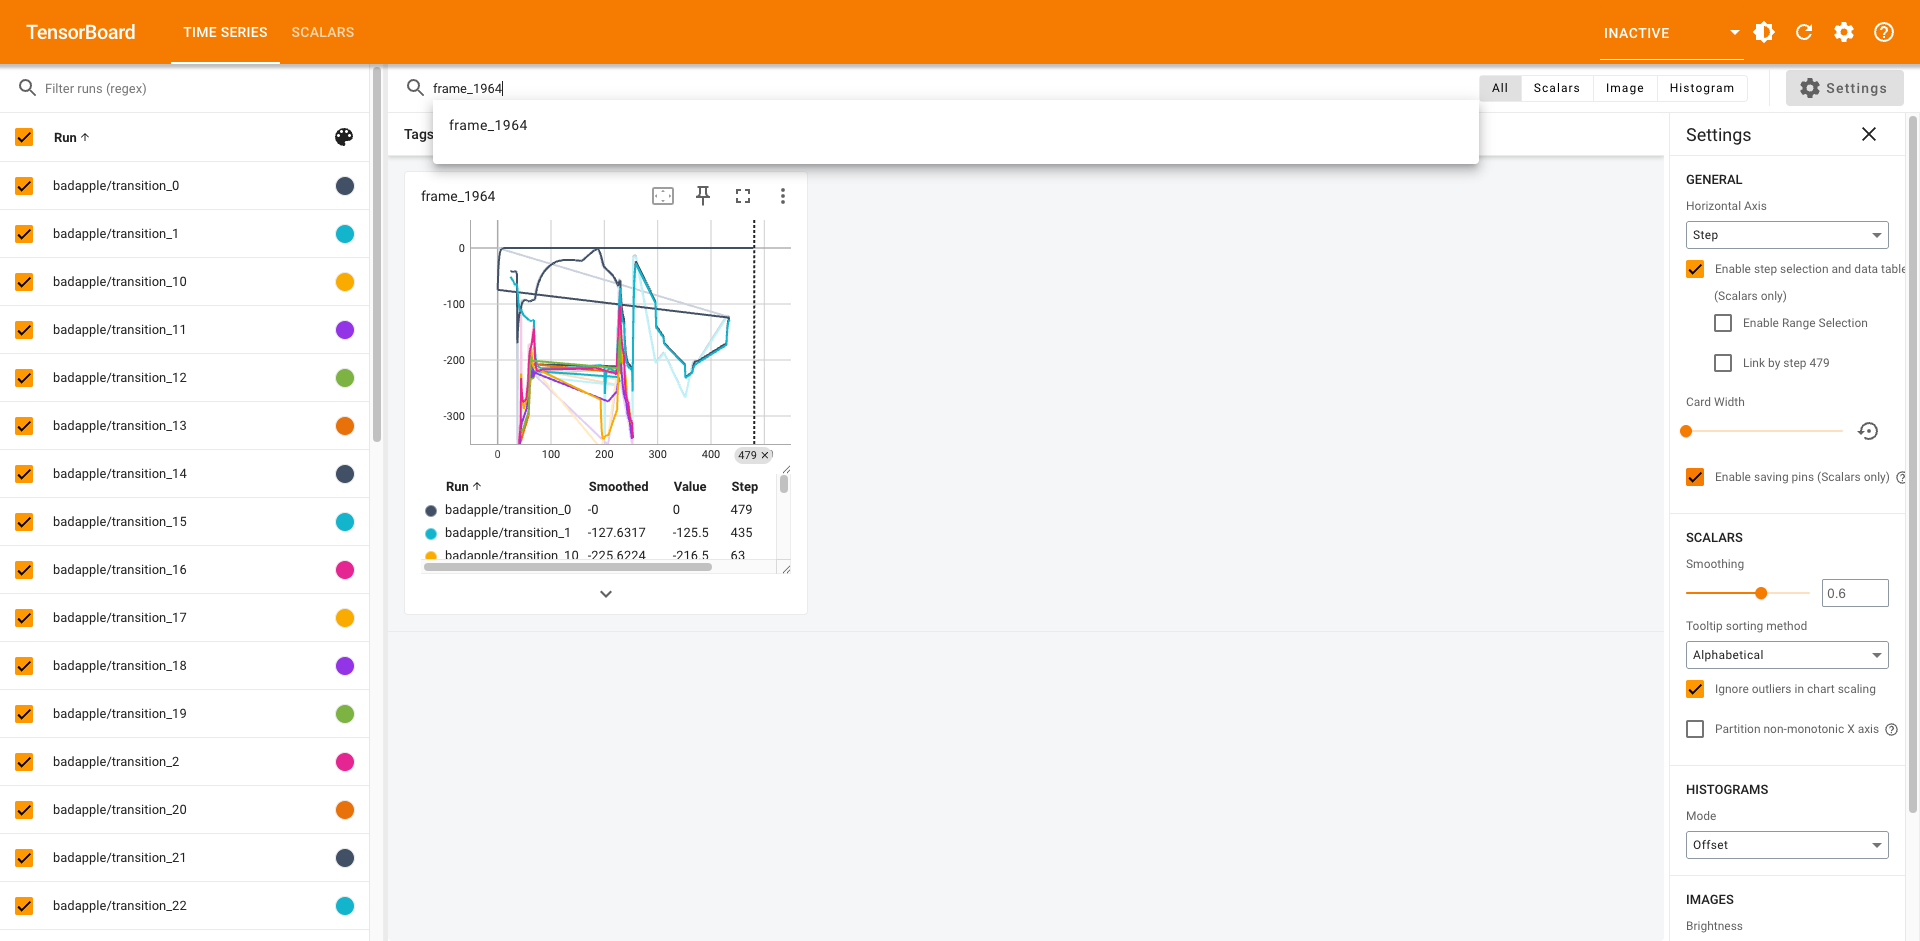 TensorBoard TIME SERIES SCALARS INACTIVE
Filter runs (regex)
Run
badapple/transition_0
badapple/transition_1
badapple/transition_10
badapple/transition_11
badapple/transition_12
badapple/transition_13
badapple/transition_14
badapple/transition_15
badapple/transition_16
badapple/transition_17
badapple/transition_18
badapple/transition_19
badapple/transition_2
badapple/transition_20
badapple/transition_21
badapple/transition_22
frame_1964
All Scalars Image Histogram Settings
frame_1964
Tags
frame_1964
0
-100
-200
-300
0 100 200 300 400 479
Run Smoothed Value Step
badapple/transition_0 -0 0 479
badapple/transition_1 -127.6317 -125.5 435
badapple/transition_10 -225.6224 -216.5 63
Settings
GENERAL
Horizontal Axis
Step
Enable step selection and data table
(Scalars only)
Enable Range Selection
Link by step 479
Card Width
Enable saving pins (Scalars only)
SCALARS
Smoothing
0.6
Tooltip sorting method
Alphabetical
Ignore outliers in chart scaling
Partition non-monotonic X axis
HISTOGRAMS
Mode
Offset
IMAGES
Brightness